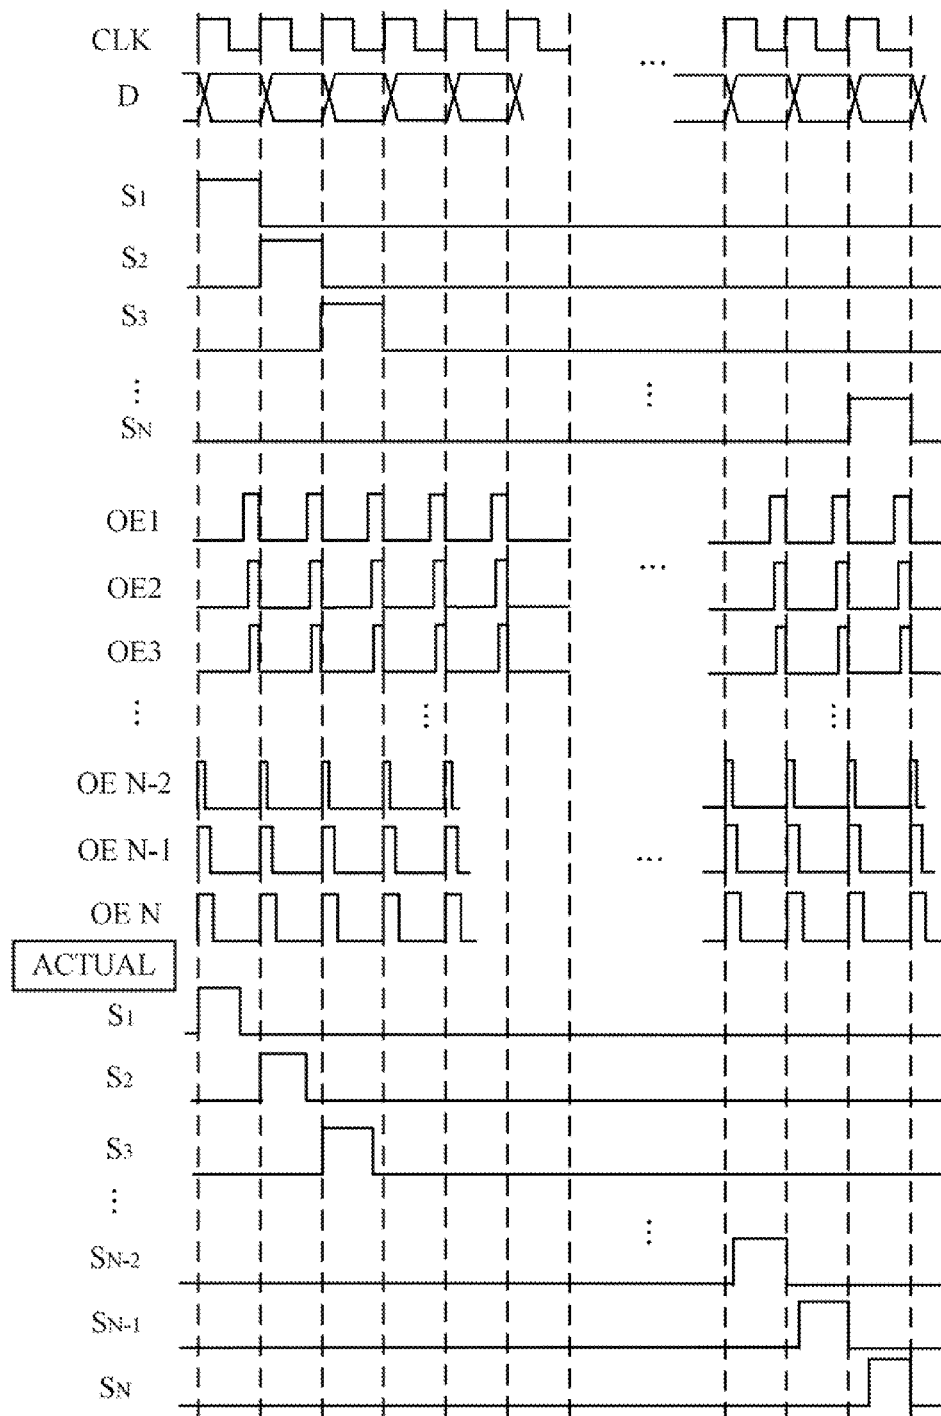 CLK
...
D
S1
S2
S3
⋮ ⋮
SN
OE1
OE2 ...
OE3
⋮ ⋮ ⋮
OE N-2
OE N-1 ...
OE N
ACTUAL
S1
S2
S3
⋮
⋮
SN-2
SN-1
SN